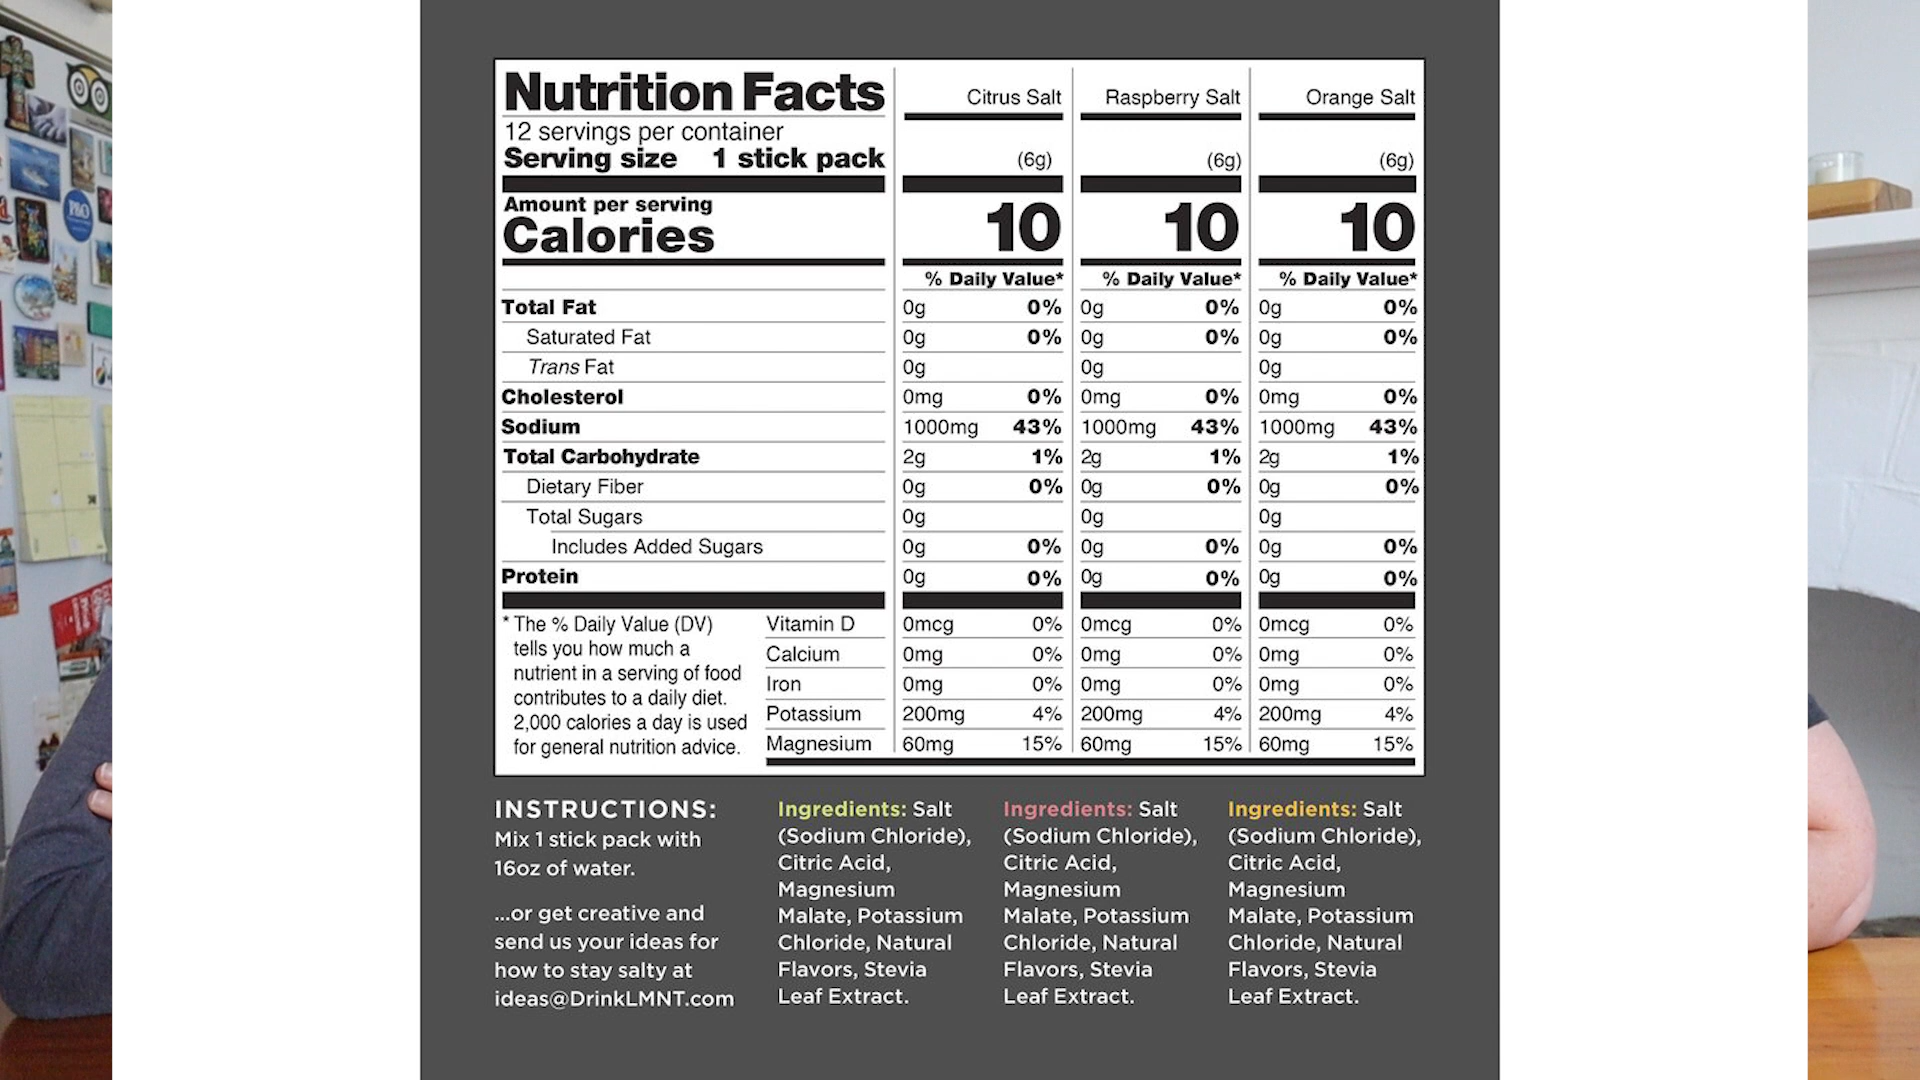 Nutrition Facts
12 servings per container
Serving size 1 stick pack
Citrus Salt Raspberry Salt Orange Salt
(6g) (6g) (6g)
Amount per serving
Calories 10 10 10
% Daily Value* % Daily Value* % Daily Value*
Total Fat 0g 0% 0g 0% 0g 0%
Saturated Fat 0g 0% 0g 0% 0g 0%
Trans Fat 0g 0g 0g
Cholesterol 0mg 0% 0mg 0% 0mg 0%
Sodium 1000mg 43% 1000mg 43% 1000mg 43%
Total Carbohydrate 2g 1% 2g 1% 2g 1%
Dietary Fiber 0g 0% 0g 0% 0g 0%
Total Sugars 0g 0g 0g
Includes Added Sugars 0g 0% 0g 0% 0g 0%
Protein 0g 0% 0g 0% 0g 0%
* The % Daily Value (DV)
tells you how much a
nutrient in a serving of food
contributes to a daily diet.
2,000 calories a day is used
for general nutrition advice.
Vitamin D 0mcg 0% 0mcg 0% 0mcg 0%
Calcium 0mg 0% 0mg 0% 0mg 0%
Iron 0mg 0% 0mg 0% 0mg 0%
Potassium 200mg 4% 200mg 4% 200mg 4%
Magnesium 60mg 15% 60mg 15% 60mg 15%
INSTRUCTIONS:
Mix 1 stick pack with
16oz of water.
...or get creative and
send us your ideas for
how to stay salty at
ideas@DrinkLMNT.com
Ingredients: Salt
(Sodium Chloride),
Citric Acid,
Magnesium
Malate, Potassium
Chloride, Natural
Flavors, Stevia
Leaf Extract.
Ingredients: Salt
(Sodium Chloride),
Citric Acid,
Magnesium
Malate, Potassium
Chloride, Natural
Flavors, Stevia
Leaf Extract.
Ingredients: Salt
(Sodium Chloride),
Citric Acid,
Magnesium
Malate, Potassium
Chloride, Natural
Flavors, Stevia
Leaf Extract.